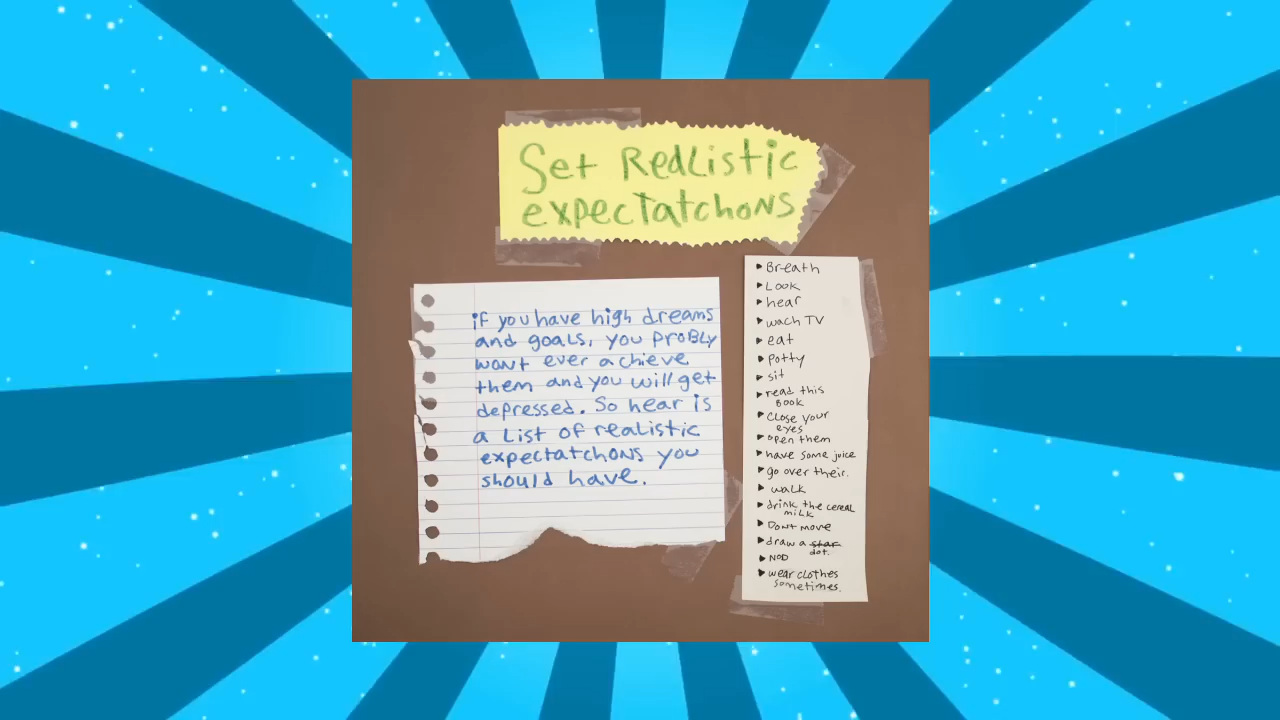 Set Realistic
expectatchons
if you have high dreams
and goals, you probly
wont ever achieve
them and you will get
depressed. So hear is
a List of realistic
expectatchons you
should have.
Breath
Look
hear
wach TV
eat
potty
sit
read this
book
Close your
eyes
open them
have some juice
go over their.
walk
drink the cereal
milk
Dont move
draw a star
dot.
NOD
wear clothes
sometimes.